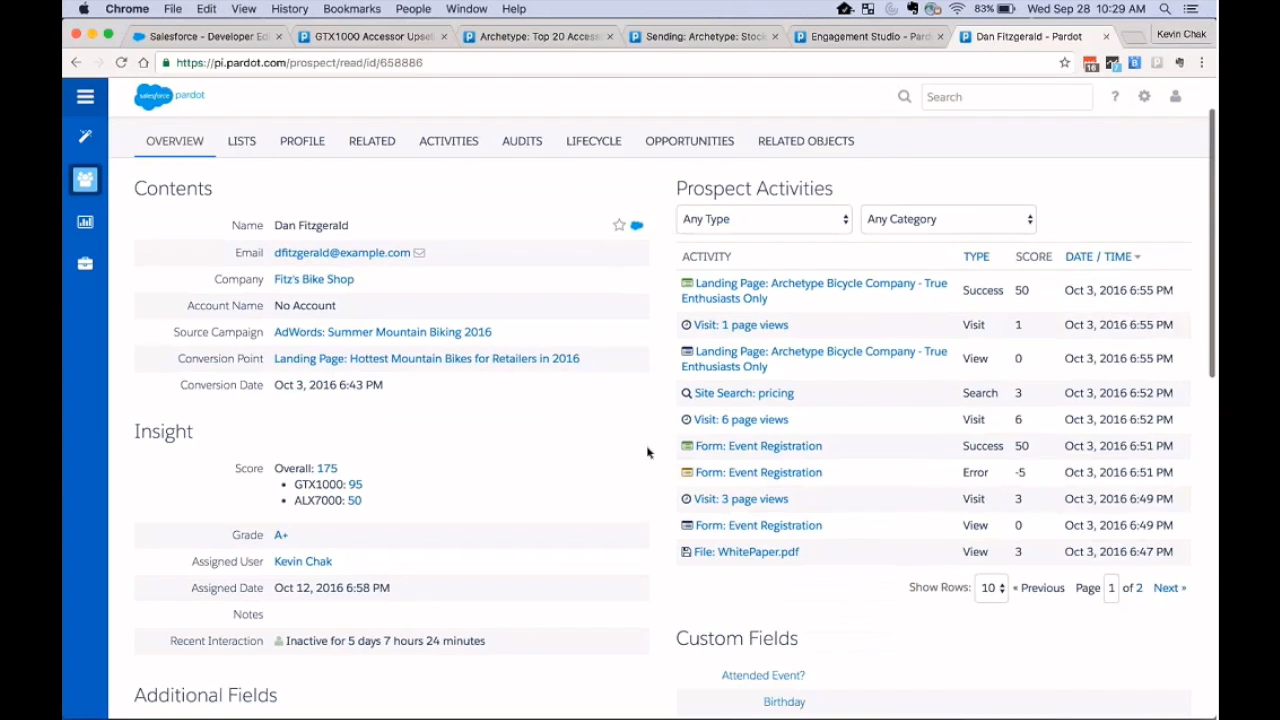 Chrome File Edit View History Bookmarks People Window Help 83% Wed Sep 28 10:29 AM
Salesforce - Developer Edi × GTX1000 Accessor Upsell × Archetype: Top 20 Access × Sending: Archetype: Stock × Engagement Studio - Pard × Dan Fitzgerald - Pardot × Kevin Chak
https://pi.pardot.com/prospect/read/id/658886
salesforce pardot Search ?
OVERVIEW LISTS PROFILE RELATED ACTIVITIES AUDITS LIFECYCLE OPPORTUNITIES RELATED OBJECTS
Contents
Name Dan Fitzgerald
Email dfitzgerald@example.com
Company Fitz's Bike Shop
Account Name No Account
Source Campaign AdWords: Summer Mountain Biking 2016
Conversion Point Landing Page: Hottest Mountain Bikes for Retailers in 2016
Conversion Date Oct 3, 2016 6:43 PM
Insight
Score Overall: 175
• GTX1000: 95
• ALX7000: 50
Grade A+
Assigned User Kevin Chak
Assigned Date Oct 12, 2016 6:58 PM
Notes
Recent Interaction Inactive for 5 days 7 hours 24 minutes
Additional Fields
Prospect Activities
Any Type Any Category
ACTIVITY TYPE SCORE DATE / TIME
Landing Page: Archetype Bicycle Company - True
Enthusiasts Only Success 50 Oct 3, 2016 6:55 PM
Visit: 1 page views Visit 1 Oct 3, 2016 6:55 PM
Landing Page: Archetype Bicycle Company - True
Enthusiasts Only View 0 Oct 3, 2016 6:55 PM
Site Search: pricing Search 3 Oct 3, 2016 6:52 PM
Visit: 6 page views Visit 6 Oct 3, 2016 6:52 PM
Form: Event Registration Success 50 Oct 3, 2016 6:51 PM
Form: Event Registration Error -5 Oct 3, 2016 6:51 PM
Visit: 3 page views Visit 3 Oct 3, 2016 6:49 PM
Form: Event Registration View 0 Oct 3, 2016 6:49 PM
File: WhitePaper.pdf View 3 Oct 3, 2016 6:47 PM
Show Rows: 10 « Previous Page 1 of 2 Next »
Custom Fields
Attended Event?
Birthday